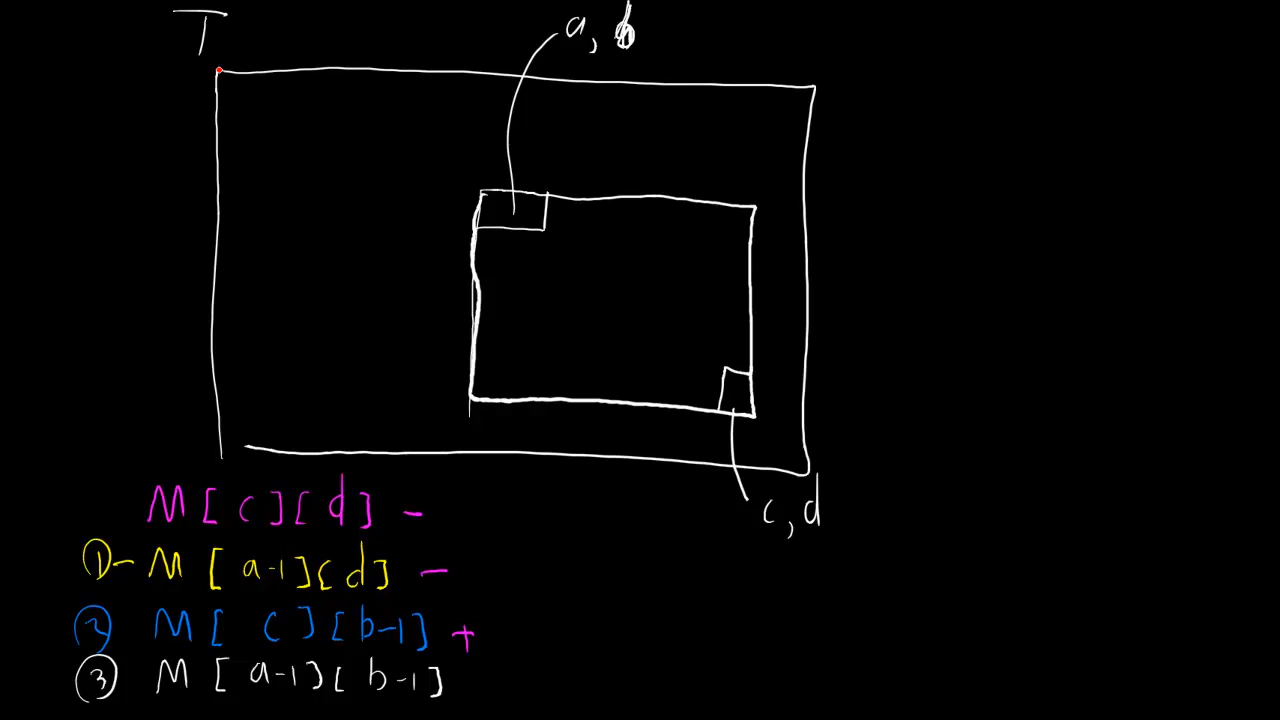 T
a, b
c, d
M[c][d] -
① - M[a-1][d] -
② M[c][b-1] +
③ M[a-1][b-1]